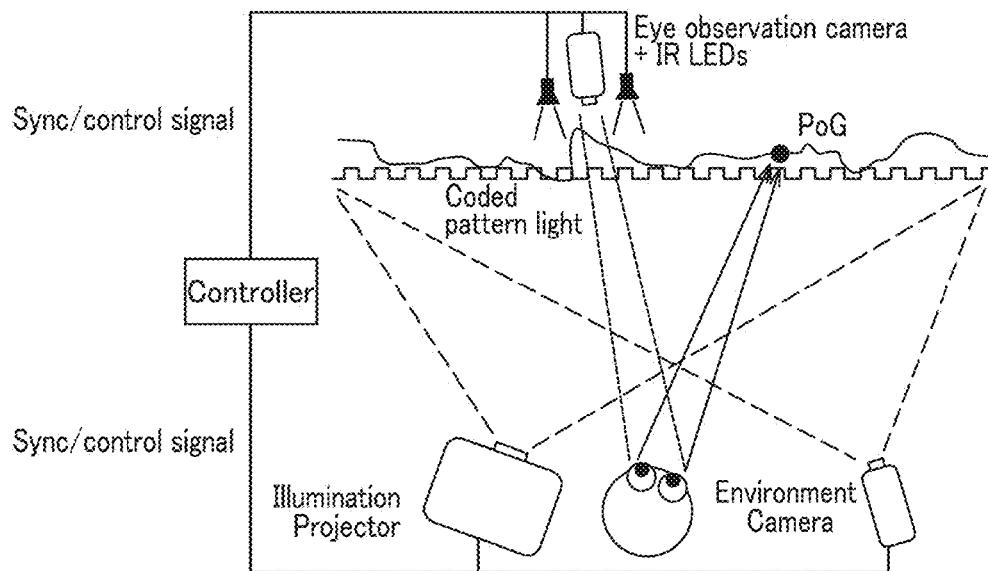 Eye observation camera
+ IR LEDs
Sync/control signal
PoG
Coded
pattern light
Controller
Sync/control signal
Illumination
Projector
Environment
Camera